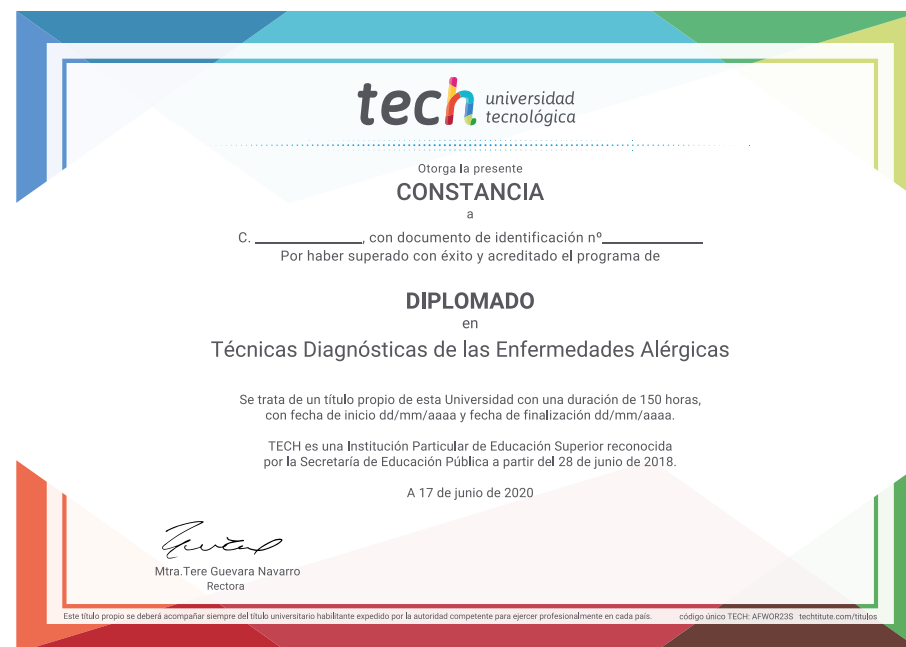 tech universidad
tecnológica
Otorga la presente
CONSTANCIA
a
C. ____________, con documento de identificación nº____________
Por haber superado con éxito y acreditado el programa de
DIPLOMADO
en
Técnicas Diagnósticas de las Enfermedades Alérgicas
Se trata de un título propio de esta Universidad con una duración de 150 horas,
con fecha de inicio dd/mm/aaaa y fecha de finalización dd/mm/aaaa.
TECH es una Institución Particular de Educación Superior reconocida
por la Secretaría de Educación Pública a partir del 28 de junio de 2018.
A 17 de junio de 2020
Mtra.Tere Guevara Navarro
Rectora
Este título propio se deberá acompañar siempre del título universitario habilitante expedido por la autoridad competente para ejercer profesionalmente en cada país. código único TECH: AFWOR23S techtitute.com/titulos